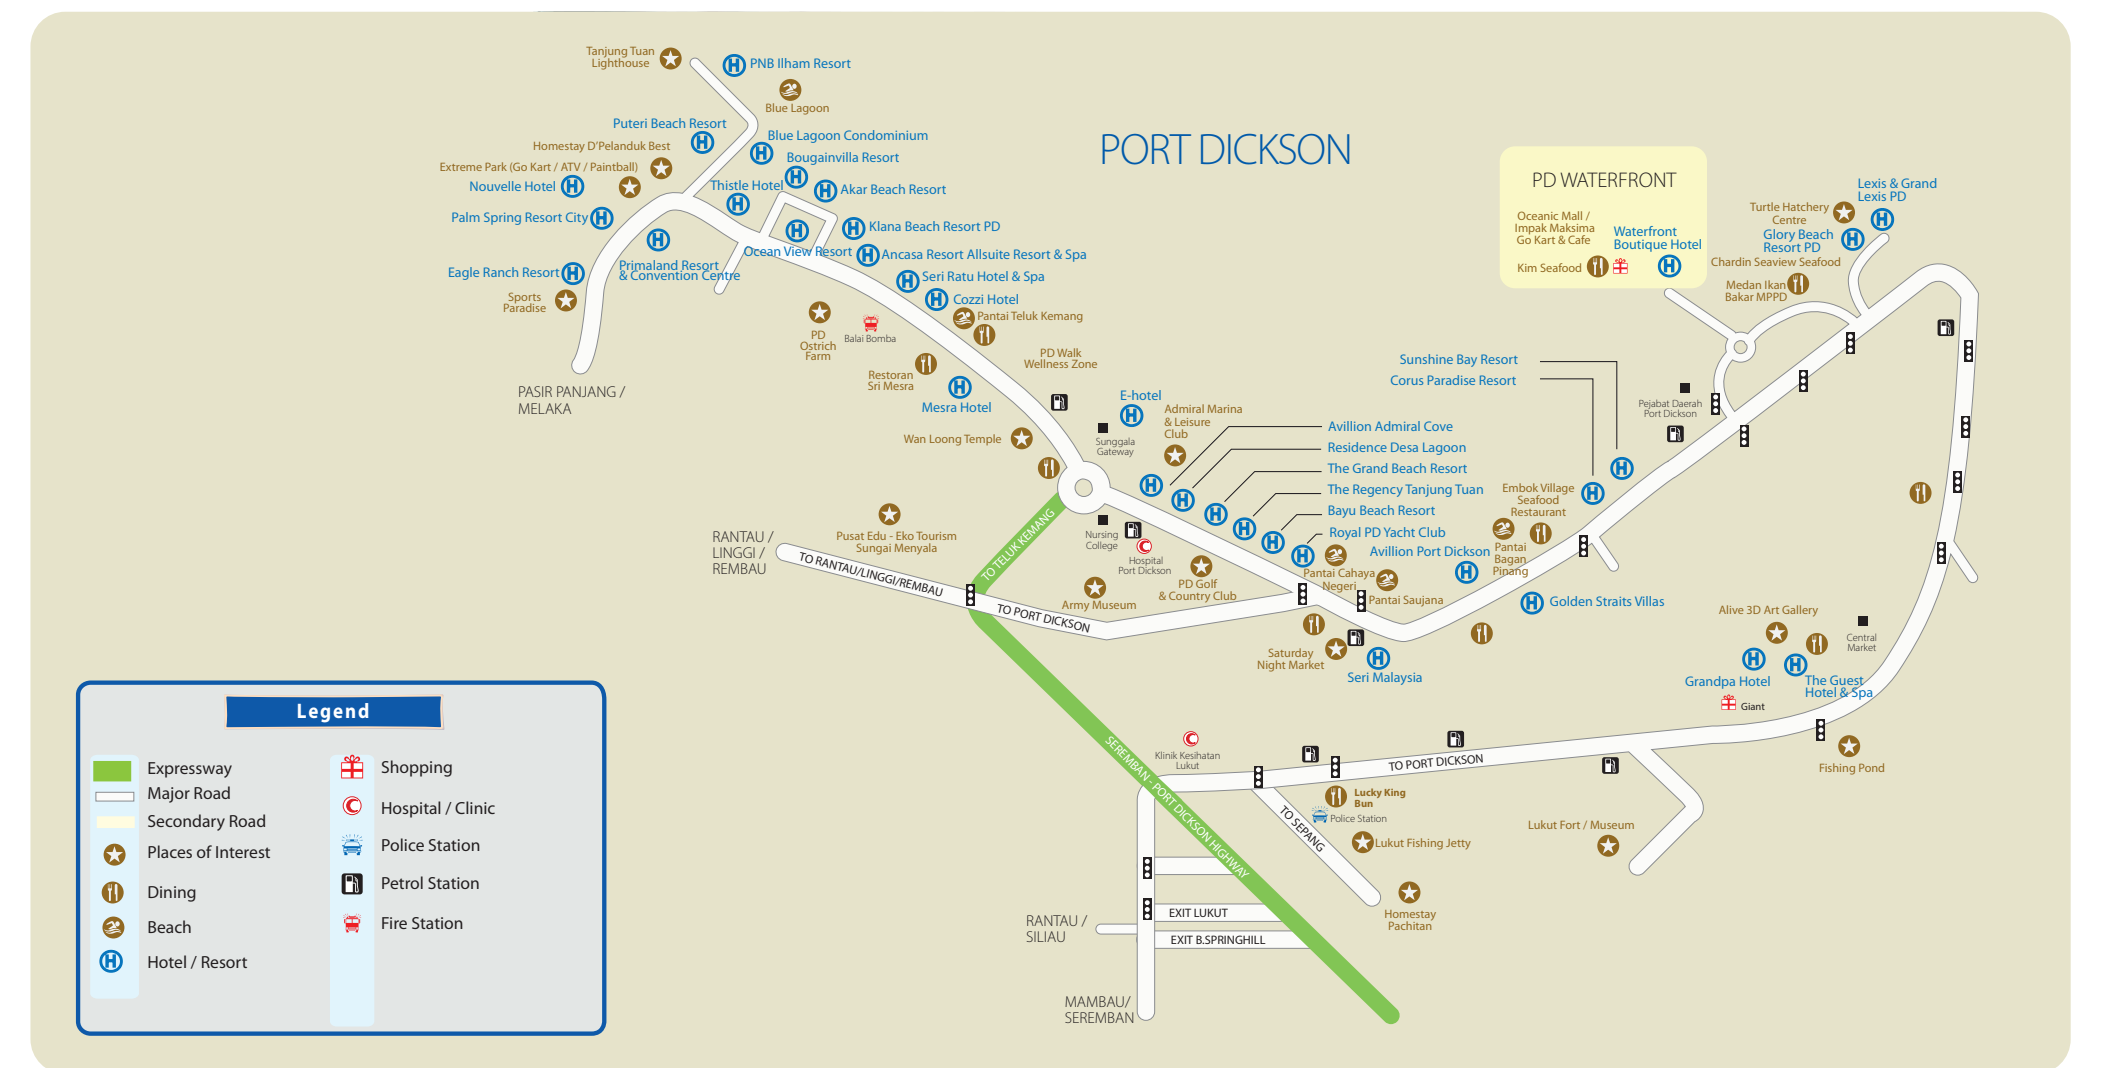 PORT DICKSON
Tanjung Tuan
Lighthouse
PNB Ilham Resort
Blue Lagoon
Puteri Beach Resort
Blue Lagoon Condominium
Homestay D'Pelanduk Best
Bougainvilla Resort
Extreme Park (Go Kart / ATV / Paintball)
Nouvelle Hotel
Thistle Hotel
Akar Beach Resort
Palm Spring Resort City
Klana Beach Resort PD
Ocean View Resort
Ancasa Resort Allsuite Resort & Spa
Primaland Resort
& Convention Centre
Eagle Ranch Resort
Seri Ratu Hotel & Spa
Sports
Paradise
Cozzi Hotel
Pantai Teluk Kemang
PD
Ostrich
Farm
Balai Bomba
PD Walk
Wellness Zone
Restoran
Sri Mesra
Mesra Hotel
PASIR PANJANG /
MELAKA
Wan Loong Temple
E-hotel
Sunggala
Gateway
Admiral Marina
& Leisure
Club
PD WATERFRONT
Oceanic Mall /
Impak Maksima
Go Kart & Cafe
Waterfront
Boutique Hotel
Kim Seafood
Lexis & Grand
Lexis PD
Turtle Hatchery
Centre
Glory Beach
Resort PD
Chardin Seaview Seafood
Medan Ikan
Bakar MPPD
Sunshine Bay Resort
Corus Paradise Resort
Pejabat Daerah
Port Dickson
Avillion Admiral Cove
Residence Desa Lagoon
The Grand Beach Resort
The Regency Tanjung Tuan
Bayu Beach Resort
Royal PD Yacht Club
Avillion Port Dickson
Embok Village
Seafood
Restaurant
Pantai
Bagan
Pinang
Pantai Cahaya
Negeri
Pantai Saujana
Golden Straits Villas
Pusat Edu - Eko Tourism
Sungai Menyala
Nursing
College
Hospital
Port Dickson
PD Golf
& Country Club
Army Museum
RANTAU /
LINGGI /
REMBAU
TO RANTAU/LINGGI/REMBAU
TO TELUK KEMANG
TO PORT DICKSON
Saturday
Night Market
Seri Malaysia
Alive 3D Art Gallery
Central
Market
Grandpa Hotel
The Guest
Hotel & Spa
Giant
Fishing Pond
Klinik Kesihatan
Lukut
SEREMBAN - PORT DICKSON HIGHWAY
TO PORT DICKSON
Lucky King
Bun
Police Station
TO SEPANG
Lukut Fishing Jetty
Lukut Fort / Museum
Homestay
Pachitan
EXIT LUKUT
EXIT B.SPRINGHILL
RANTAU /
SILIAU
MAMBAU/
SEREMBAN
Legend
Expressway
Major Road
Secondary Road
Places of Interest
Dining
Beach
Hotel / Resort
Shopping
Hospital / Clinic
Police Station
Petrol Station
Fire Station